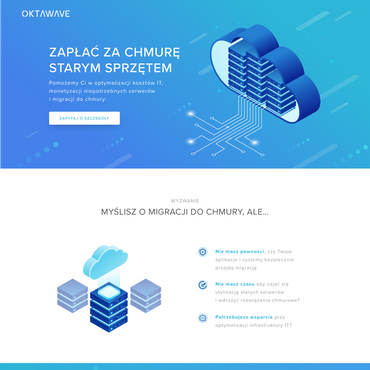 OKTAWAVE
ZAPŁAĆ ZA CHMURĘ
STARYM SPRZĘTEM
Pomożemy Ci w optymalizacji kosztów IT,
monetyzacji niepotrzebnych serwerów
i migracji do chmury.
ZAPYTAJ O SZCZEGÓŁY
WYZWANIE
MYŚLISZ O MIGRACJI DO CHMURY, ALE...
Nie masz pewności, czy Twoje
aplikacje i systemy bezpiecznie
przejdą migrację.
Nie masz czasu aby zająć się
utylizacją starych serwerów
i wdrożyć rozwiązania chmurowe?
Potrzebujesz wsparcia przy
optymalizacji infrastruktury IT?